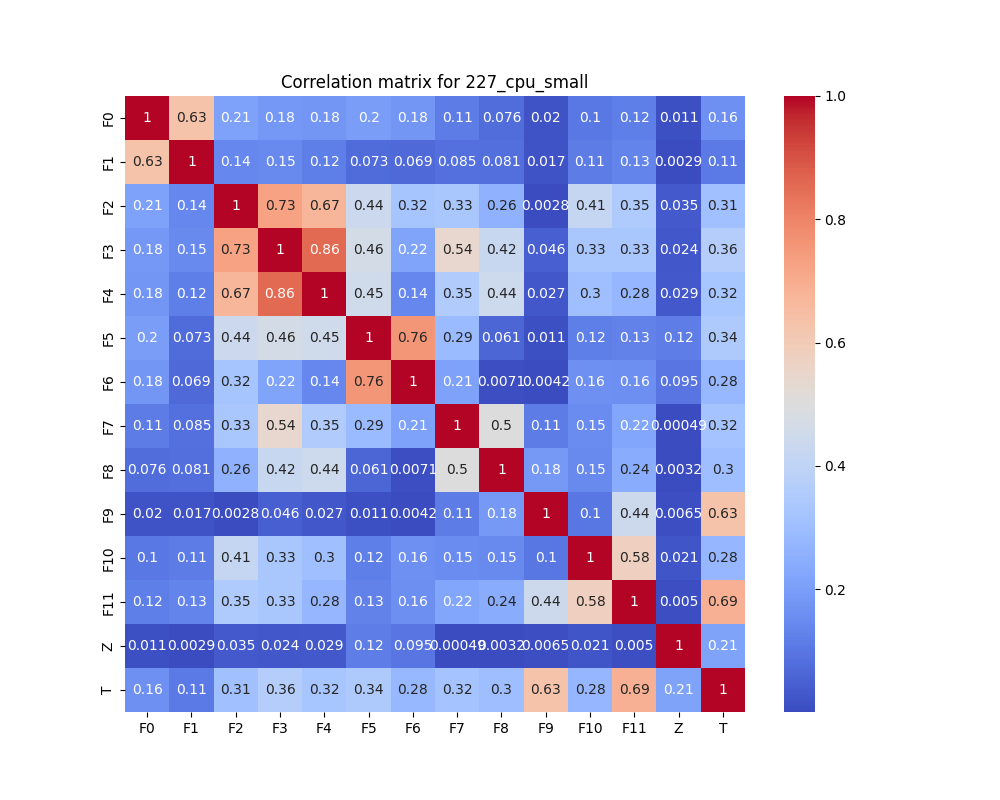 Correlation matrix for 227_cpu_small
F0 1 0.63 0.21 0.18 0.18 0.2 0.18 0.11 0.076 0.02 0.1 0.12 0.011 0.16
F1 0.63 1 0.14 0.15 0.12 0.073 0.069 0.085 0.081 0.017 0.11 0.13 0.0029 0.11
F2 0.21 0.14 1 0.73 0.67 0.44 0.32 0.33 0.26 0.0028 0.41 0.35 0.035 0.31
F3 0.18 0.15 0.73 1 0.86 0.46 0.22 0.54 0.42 0.046 0.33 0.33 0.024 0.36
F4 0.18 0.12 0.67 0.86 1 0.45 0.14 0.35 0.44 0.027 0.3 0.28 0.029 0.32
F5 0.2 0.073 0.44 0.46 0.45 1 0.76 0.29 0.061 0.011 0.12 0.13 0.12 0.34
F6 0.18 0.069 0.32 0.22 0.14 0.76 1 0.21 0.0071 0.0042 0.16 0.16 0.095 0.28
F7 0.11 0.085 0.33 0.54 0.35 0.29 0.21 1 0.5 0.11 0.15 0.22 0.00049 0.32
F8 0.076 0.081 0.26 0.42 0.44 0.061 0.0071 0.5 1 0.18 0.15 0.24 0.0032 0.3
F9 0.02 0.017 0.0028 0.046 0.027 0.011 0.0042 0.11 0.18 1 0.1 0.44 0.0065 0.63
F10 0.1 0.11 0.41 0.33 0.3 0.12 0.16 0.15 0.15 0.1 1 0.58 0.021 0.28
F11 0.12 0.13 0.35 0.33 0.28 0.13 0.16 0.22 0.24 0.44 0.58 1 0.005 0.69
Z 0.011 0.0029 0.035 0.024 0.029 0.12 0.095 0.00049 0.0032 0.0065 0.021 0.005 1 0.21
T 0.16 0.11 0.31 0.36 0.32 0.34 0.28 0.32 0.3 0.63 0.28 0.69 0.21 1
F0 F1 F2 F3 F4 F5 F6 F7 F8 F9 F10 F11 Z T
1.0
0.8
0.6
0.4
0.2